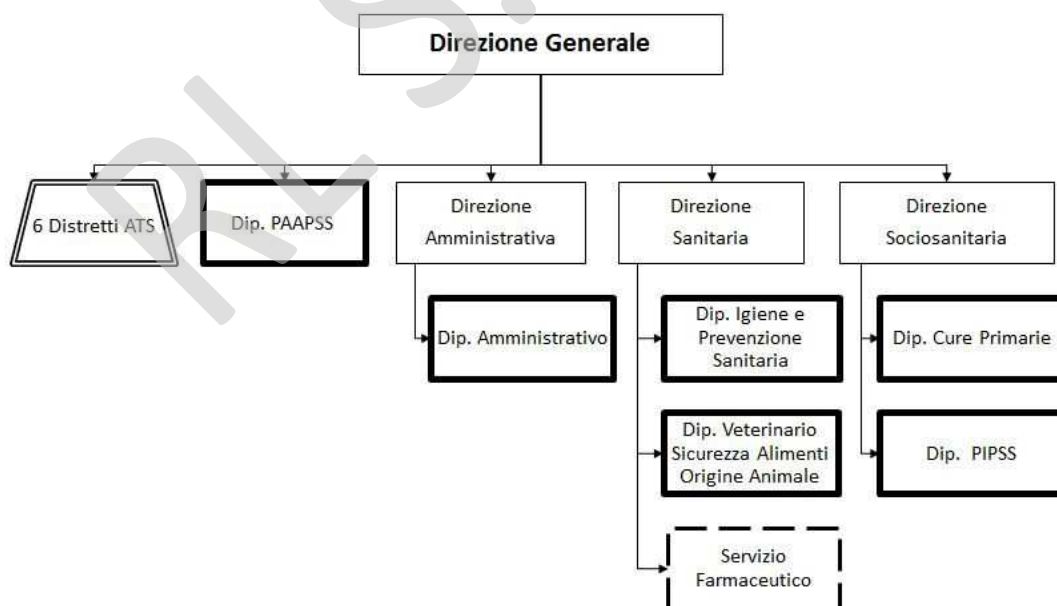 Direzione Generale
6 Distretti ATS
Dip. PAAPSS
Direzione
Amministrativa
Direzione
Sanitaria
Direzione
Sociosanitaria
Dip. Amministrativo
Dip. Igiene e
Prevenzione
Sanitaria
Dip. Cure Primarie
Dip. Veterinario
Sicurezza Alimenti
Origine Animale
Dip. PIPSS
Servizio
Farmaceutico
RL S